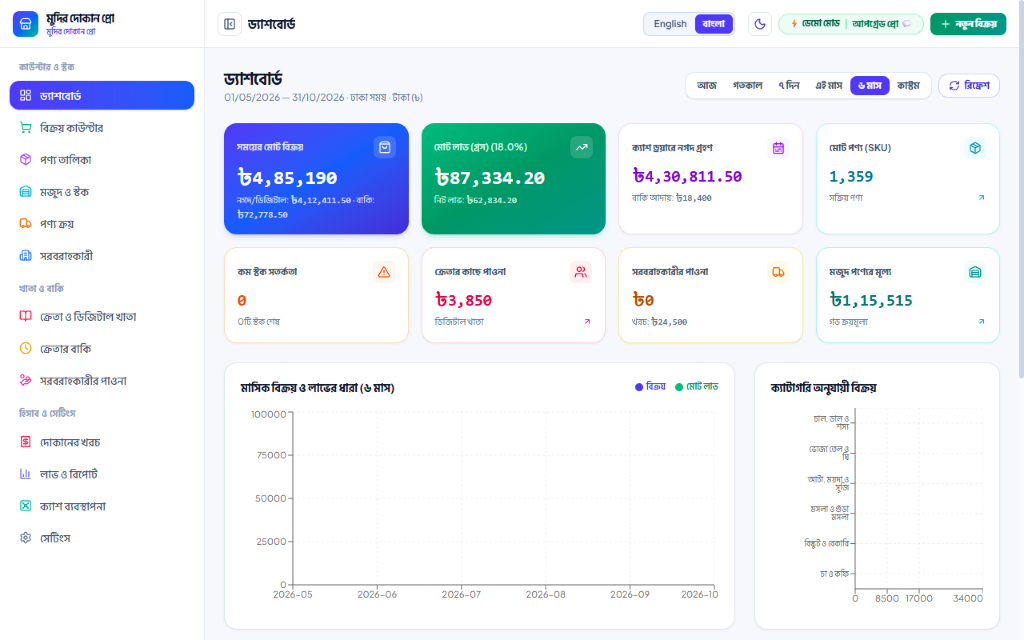 মুদির দোকান প্রো
মুদির দোকান প্রো
কাউন্টার ও স্টক
ড্যাশবোর্ড
বিক্রয় কাউন্টার
পণ্য তালিকা
মজুদ ও স্টক
পণ্য ক্রয়
সরবরাহকারী
খাতা ও বাকি
ক্রেতা ও ডিজিটাল খাতা
ক্রেতার বাকি
সরবরাহকারীর পাওনা
হিসাব ও সেটিংস
দোকানের খরচ
লাভ ও রিপোর্ট
ক্যাশ ব্যবস্থাপনা
সেটিংস
ড্যাশবোর্ড
English বাংলা
ডেমো মোড | আপগ্রেড প্রো
+ নতুন বিক্রয়
ড্যাশবোর্ড
01/05/2026 — 31/10/2026 · ঢাকা সময় · টাকা (৳)
আজ গতকাল ৭ দিন এই মাস ৬ মাস কাস্টম
রিফ্রেশ
সময়ের মোট বিক্রয়
৳4,85,190
নগদ/ডিজিটাল: ৳4,12,411.50 · বাকি:
৳72,778.50
মোট লাভ (গ্রস) (18.0%)
৳87,334.20
নিট লাভ: ৳62,834.20
ক্যাশ ড্রয়ারে নগদ গ্রহণ
৳4,30,811.50
বাকি আদায়: ৳18,400
মোট পণ্য (SKU)
1,359
সক্রিয় পণ্য
কম স্টক সতর্কতা
0
0টি স্টক শেষ
ক্রেতার কাছে পাওনা
৳3,850
ডিজিটাল খাতা
সরবরাহকারীর পাওনা
৳0
খরচ: ৳24,500
মজুদ পণ্যের মূল্য
৳1,15,515
গড় ক্রয়মূল্য
মাসিক বিক্রয় ও লাভের ধারা (৬ মাস)
বিক্রয় মোট লাভ
100000
75000
50000
25000
0
2026-05 2026-06 2026-07 2026-08 2026-09 2026-10
ক্যাটাগরি অনুযায়ী বিক্রয়
চাল, ডাল ও
শস্য
ভোজ্য তেল ও
ঘি
আটা, ময়দা ও
সুজি
মসলা ও গুঁড়া
মসলা
বিস্কুট ও বেকারি
চা ও কফি
0 8500 17000 34000